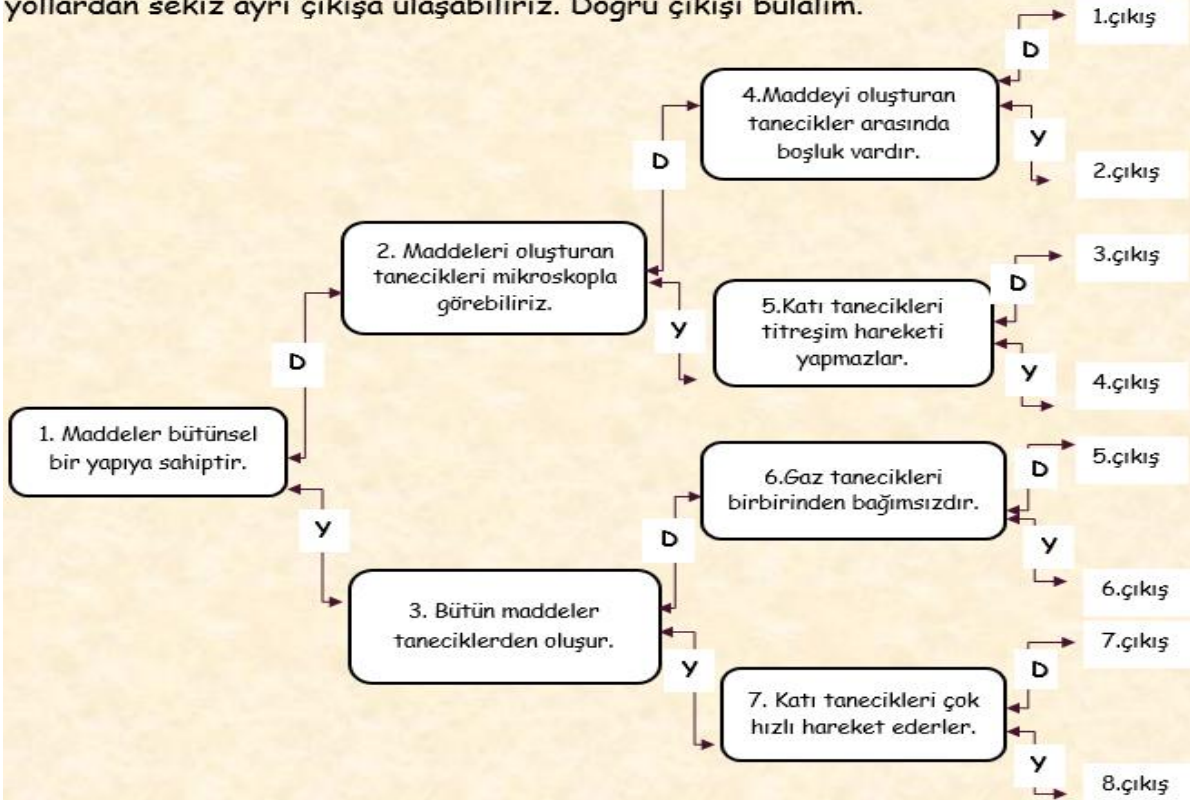 yollardan sekiz ayrı çıkışa ulaşabiliriz. Doğru çıkışı bulalım.
1. Maddeler bütünsel
bir yapıya sahiptir.
D
Y
2. Maddeleri oluşturan
tanecikleri mikroskopla
görebiliriz.
D
Y
3. Bütün maddeler
taneciklerden oluşur.
D
Y
4.Maddeyi oluşturan
tanecikler arasında
boşluk vardır.
D
Y
5.Katı tanecikleri
titreşim hareketi
yapmazlar.
D
Y
6.Gaz tanecikleri
birbirinden bağımsızdır.
D
Y
7. Katı tanecikleri çok
hızlı hareket ederler.
D
Y
1.çıkış
2.çıkış
3.çıkış
4.çıkış
5.çıkış
6.çıkış
7.çıkış
8.çıkış